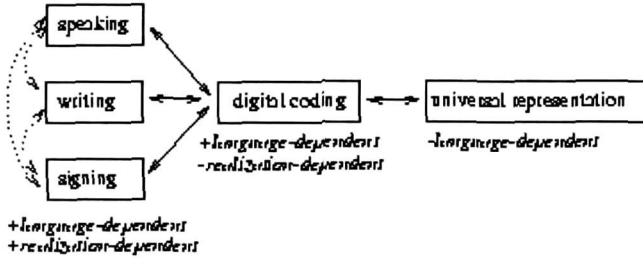 speaking
writing
digital coding
universal representation
+language-dependent
-realization-dependent
-language-dependent
signing
+language-dependent
+realization-dependent